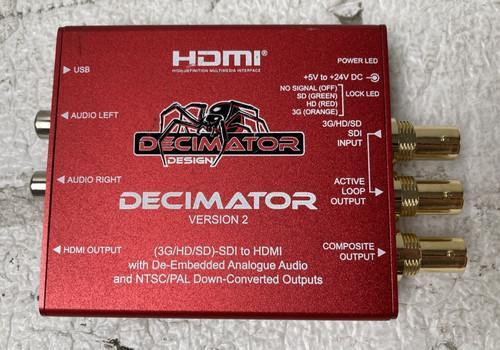 HDMI®
HIGH-DEFINITION MULTIMEDIA INTERFACE
POWER LED
USB
+5V to +24V DC
NO SIGNAL (OFF)
SD (GREEN)
HD (RED)
3G (ORANGE)
LOCK LED
AUDIO LEFT
3G/HD/SD
SDI
INPUT
DECIMATOR
DESIGN
AUDIO RIGHT
ACTIVE
LOOP
OUTPUT
DECIMATOR
VERSION 2
HDMI OUTPUT
COMPOSITE
OUTPUT
(3G/HD/SD)-SDI to HDMI
with De-Embedded Analogue Audio
and NTSC/PAL Down-Converted Outputs